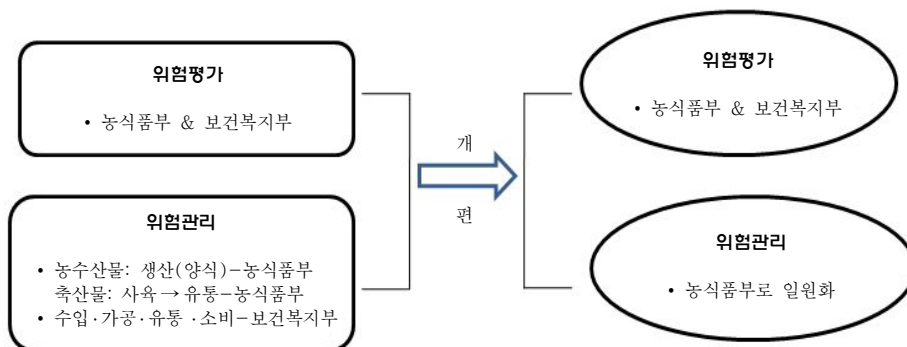 위험평가
• 농식품부 & 보건복지부
위험관리
• 농수산물: 생산(양식)-농식품부
축산물: 사육→유통-농식품부
• 수입·가공·유통·소비-보건복지부
개
편
위험평가
• 농식품부 & 보건복지부
위험관리
• 농식품부로 일원화